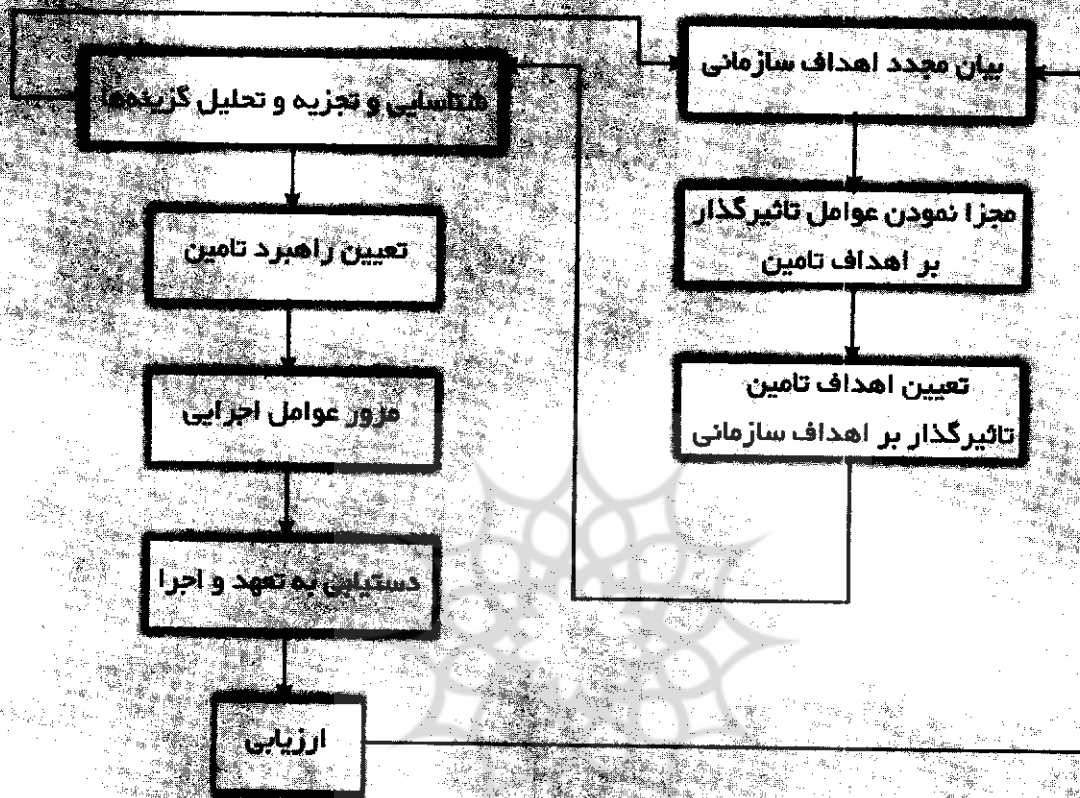 بیان مجدد اهداف سازمانی
مجزا نمودن عوامل تاثیرگذار
بر اهداف تامین
تعیین اهداف تامین
تاثیرگذار بر اهداف سازمانی
شناسایی و تجزیه و تحلیل گزینه‌ها
تعیین راهبرد تامین
مرور عوامل اجرایی
دستیابی به تعهد و اجرا
ارزیابی